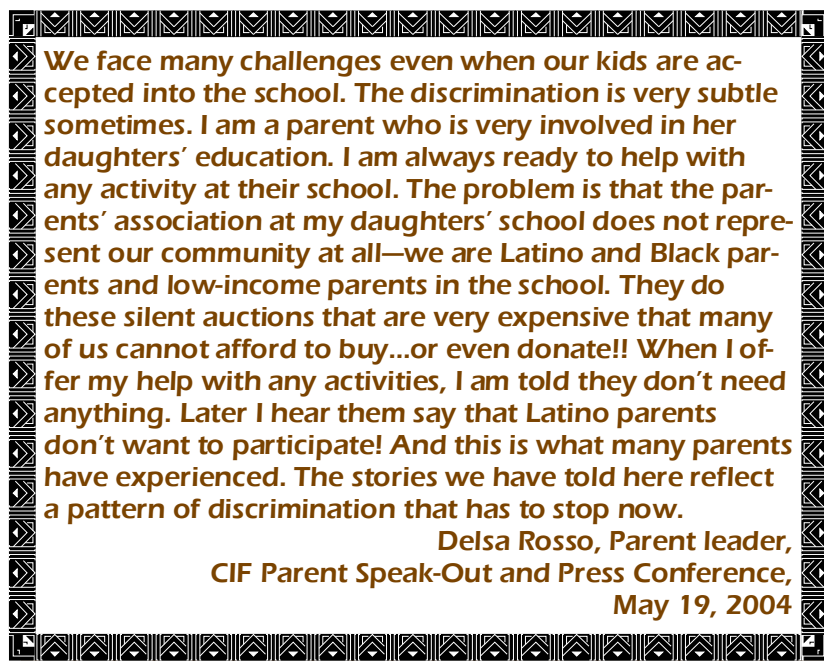 We face many challenges even when our kids are ac-
cepted into the school. The discrimination is very subtle
sometimes. I am a parent who is very involved in her
daughters' education. I am always ready to help with
any activity at their school. The problem is that the par-
ents' association at my daughters' school does not repre-
sent our community at all—we are Latino and Black par-
ents and low-income parents in the school. They do
these silent auctions that are very expensive that many
of us cannot afford to buy...or even donate!! When I of-
fer my help with any activities, I am told they don't need
anything. Later I hear them say that Latino parents
don't want to participate! And this is what many parents
have experienced. The stories we have told here reflect
a pattern of discrimination that has to stop now.
Delsa Rosso, Parent leader,
CIF Parent Speak-Out and Press Conference,
May 19, 2004